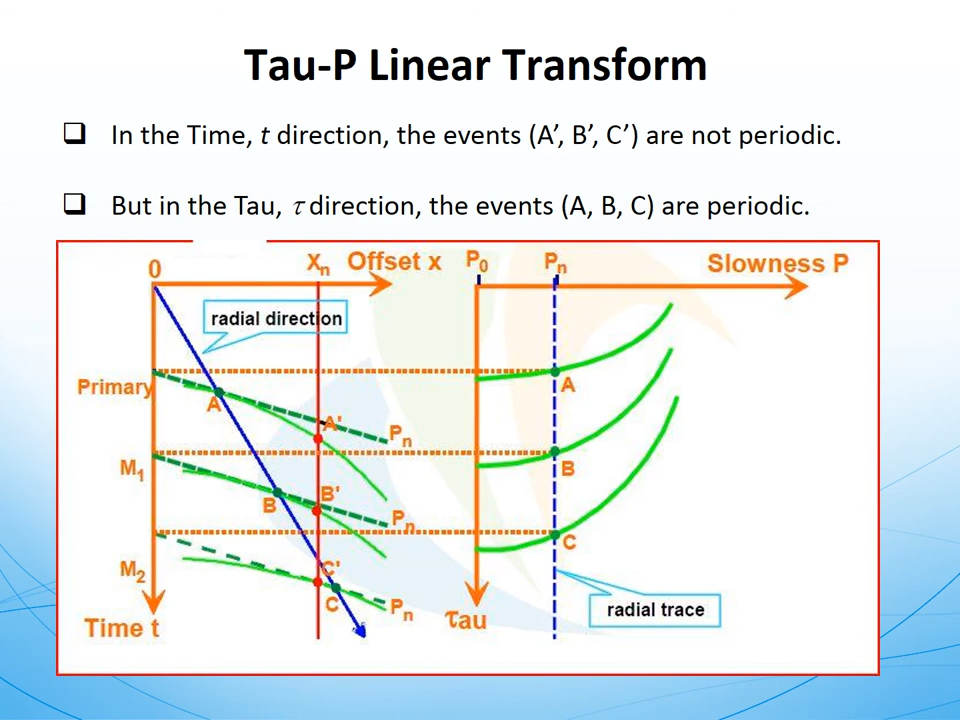 Tau-P Linear Transform
❑ In the Time, t direction, the events (A’, B’, C’) are not periodic.
❑ But in the Tau, τ direction, the events (A, B, C) are periodic.
0
Xn
Offset x
P0
Pn
Slowness P
radial direction
Primary
A
A'
Pn
A
M1
B
B'
Pn
B
M2
C'
C
Pn
C
Time t
τau
radial trace